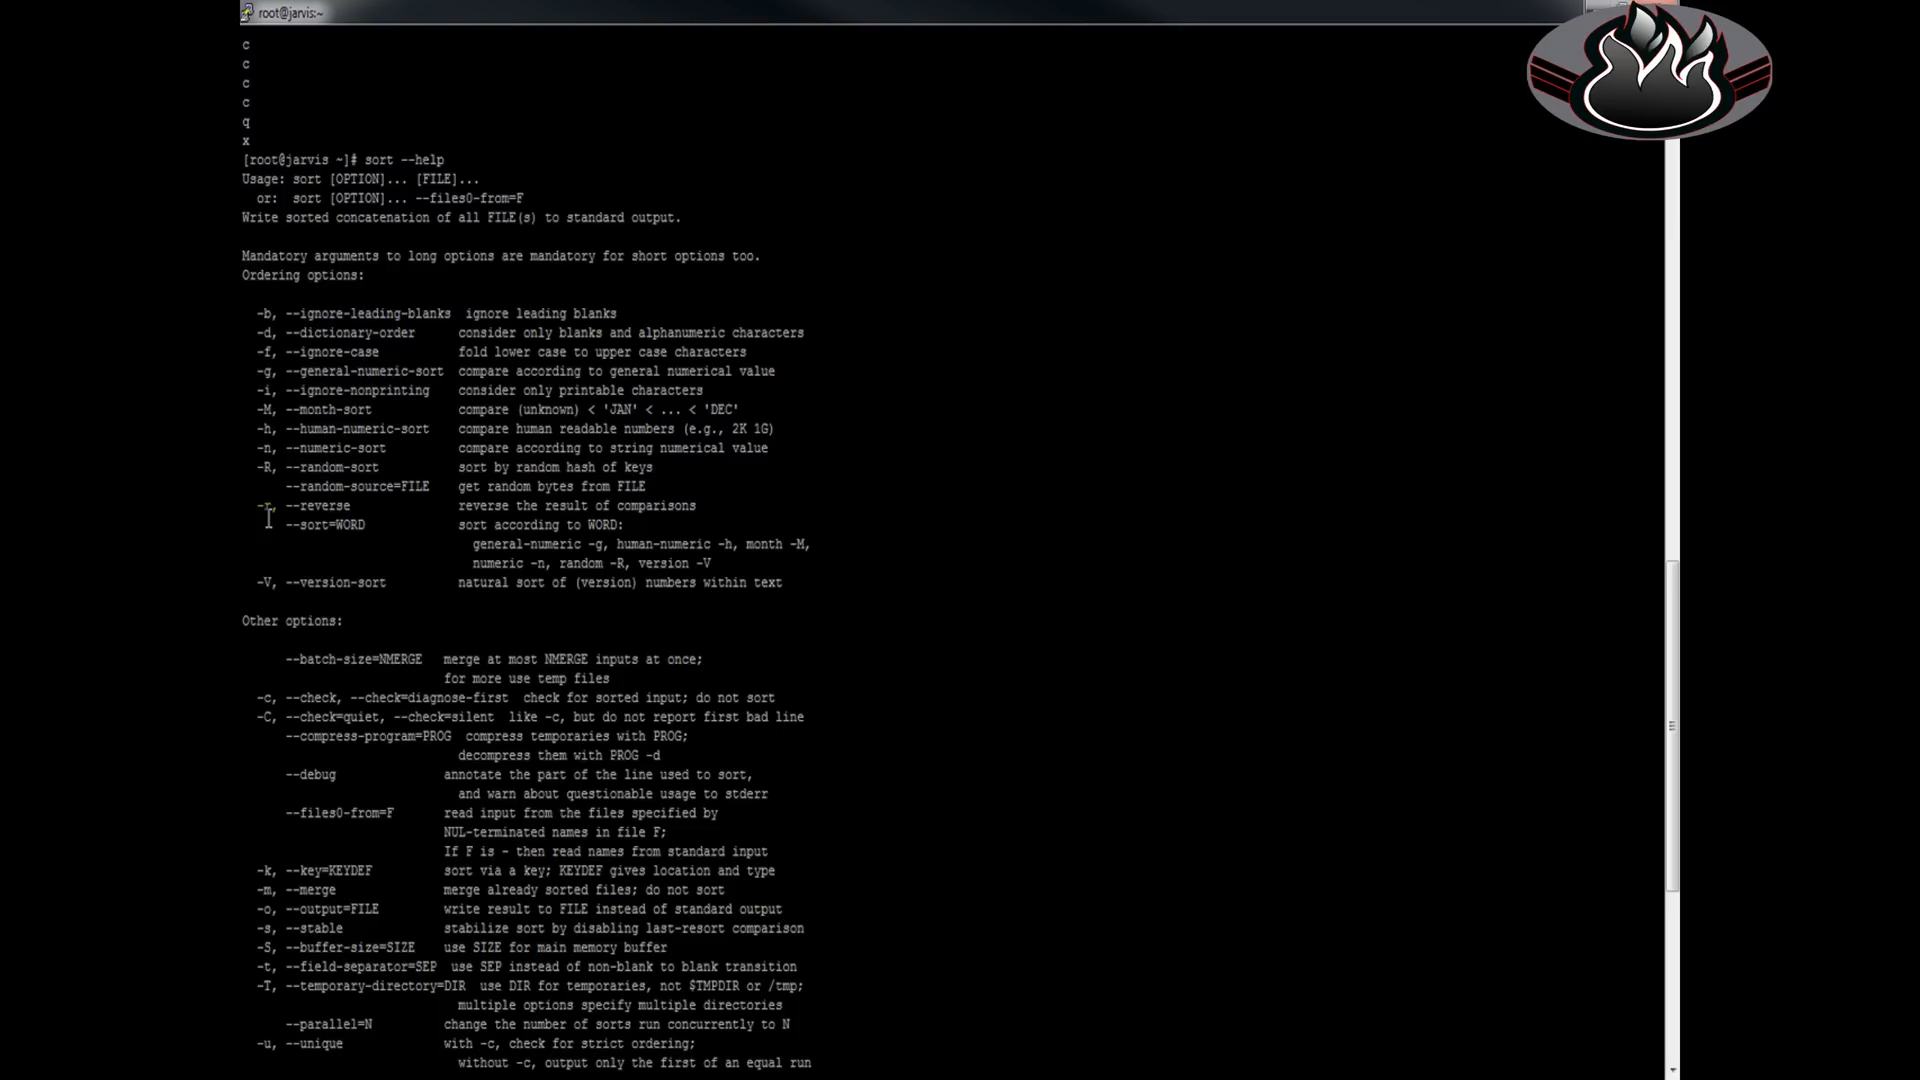 root@jarvis:~
c
c
c
c
q
x
[root@jarvis ~]# sort --help
Usage: sort [OPTION]... [FILE]...
  or:  sort [OPTION]... --files0-from=F
Write sorted concatenation of all FILE(s) to standard output.

Mandatory arguments to long options are mandatory for short options too.
Ordering options:

  -b, --ignore-leading-blanks  ignore leading blanks
  -d, --dictionary-order      consider only blanks and alphanumeric characters
  -f, --ignore-case           fold lower case to upper case characters
  -g, --general-numeric-sort  compare according to general numerical value
  -i, --ignore-nonprinting    consider only printable characters
  -M, --month-sort            compare (unknown) < 'JAN' < ... < 'DEC'
  -h, --human-numeric-sort    compare human readable numbers (e.g., 2K 1G)
  -n, --numeric-sort          compare according to string numerical value
  -R, --random-sort           sort by random hash of keys
      --random-source=FILE    get random bytes from FILE
  -r, --reverse               reverse the result of comparisons
      --sort=WORD             sort according to WORD:
                                general-numeric -g, human-numeric -h, month -M,
                                numeric -n, random -R, version -V
  -V, --version-sort          natural sort of (version) numbers within text

Other options:

      --batch-size=NMERGE   merge at most NMERGE inputs at once;
                            for more use temp files
  -c, --check, --check=diagnose-first  check for sorted input; do not sort
  -C, --check=quiet, --check=silent  like -c, but do not report first bad line
      --compress-program=PROG  compress temporaries with PROG;
                              decompress them with PROG -d
      --debug               annotate the part of the line used to sort,
                              and warn about questionable usage to stderr
      --files0-from=F       read input from the files specified by
                            NUL-terminated names in file F;
                            If F is - then read names from standard input
  -k, --key=KEYDEF          sort via a key; KEYDEF gives location and type
  -m, --merge               merge already sorted files; do not sort
  -o, --output=FILE         write result to FILE instead of standard output
  -s, --stable              stabilize sort by disabling last-resort comparison
  -S, --buffer-size=SIZE    use SIZE for main memory buffer
  -t, --field-separator=SEP  use SEP instead of non-blank to blank transition
  -T, --temporary-directory=DIR  use DIR for temporaries, not $TMPDIR or /tmp;
                              multiple options specify multiple directories
      --parallel=N          change the number of sorts run concurrently to N
  -u, --unique              with -c, check for strict ordering;
                              without -c, output only the first of an equal run